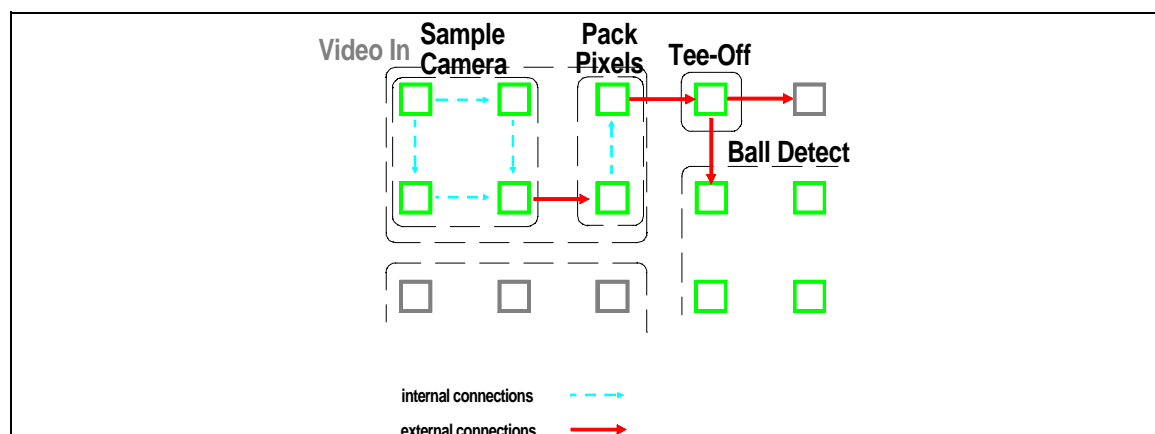 Video In
Sample
Camera
Pack
Pixels
Tee-Off
Ball Detect
internal connections
external connections